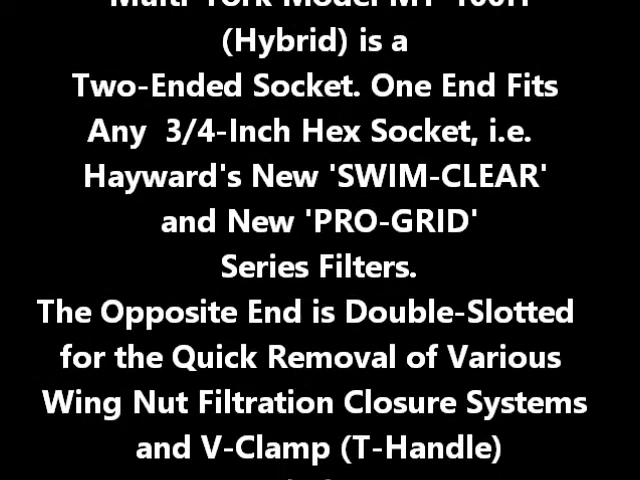 (Hybrid) is a
Two-Ended Socket. One End Fits
Any 3/4-Inch Hex Socket, i.e.
Hayward's New 'SWIM-CLEAR'
and New 'PRO-GRID'
Series Filters.
The Opposite End is Double-Slotted
for the Quick Removal of Various
Wing Nut Filtration Closure Systems
and V-Clamp (T-Handle)